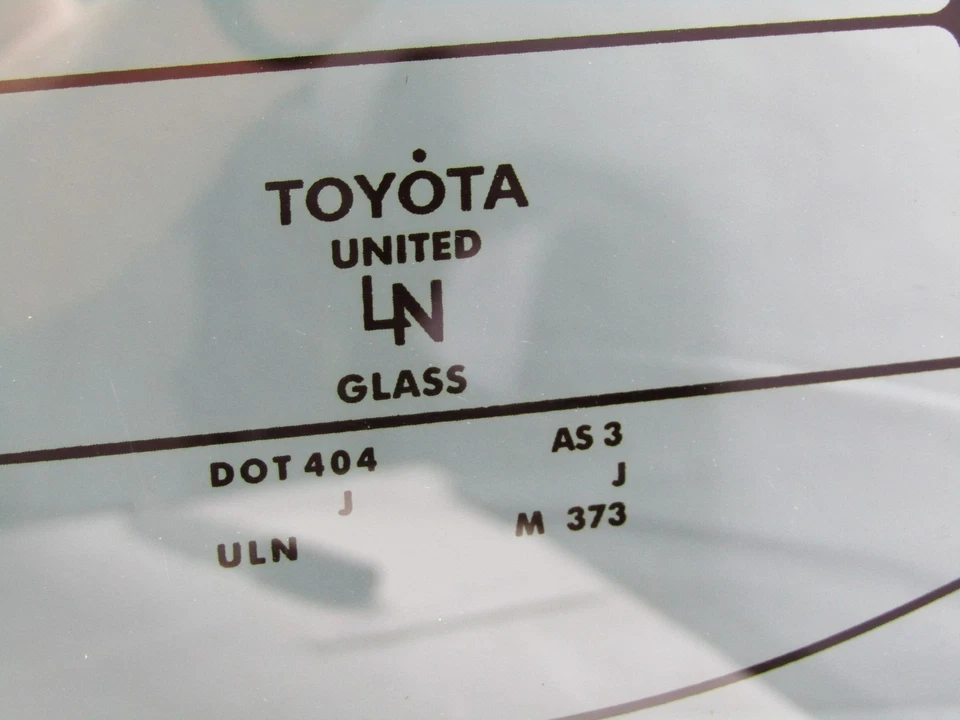 TOYOTA
UNITED
LN
GLASS
DOT 404 AS 3
J J
ULN M 373